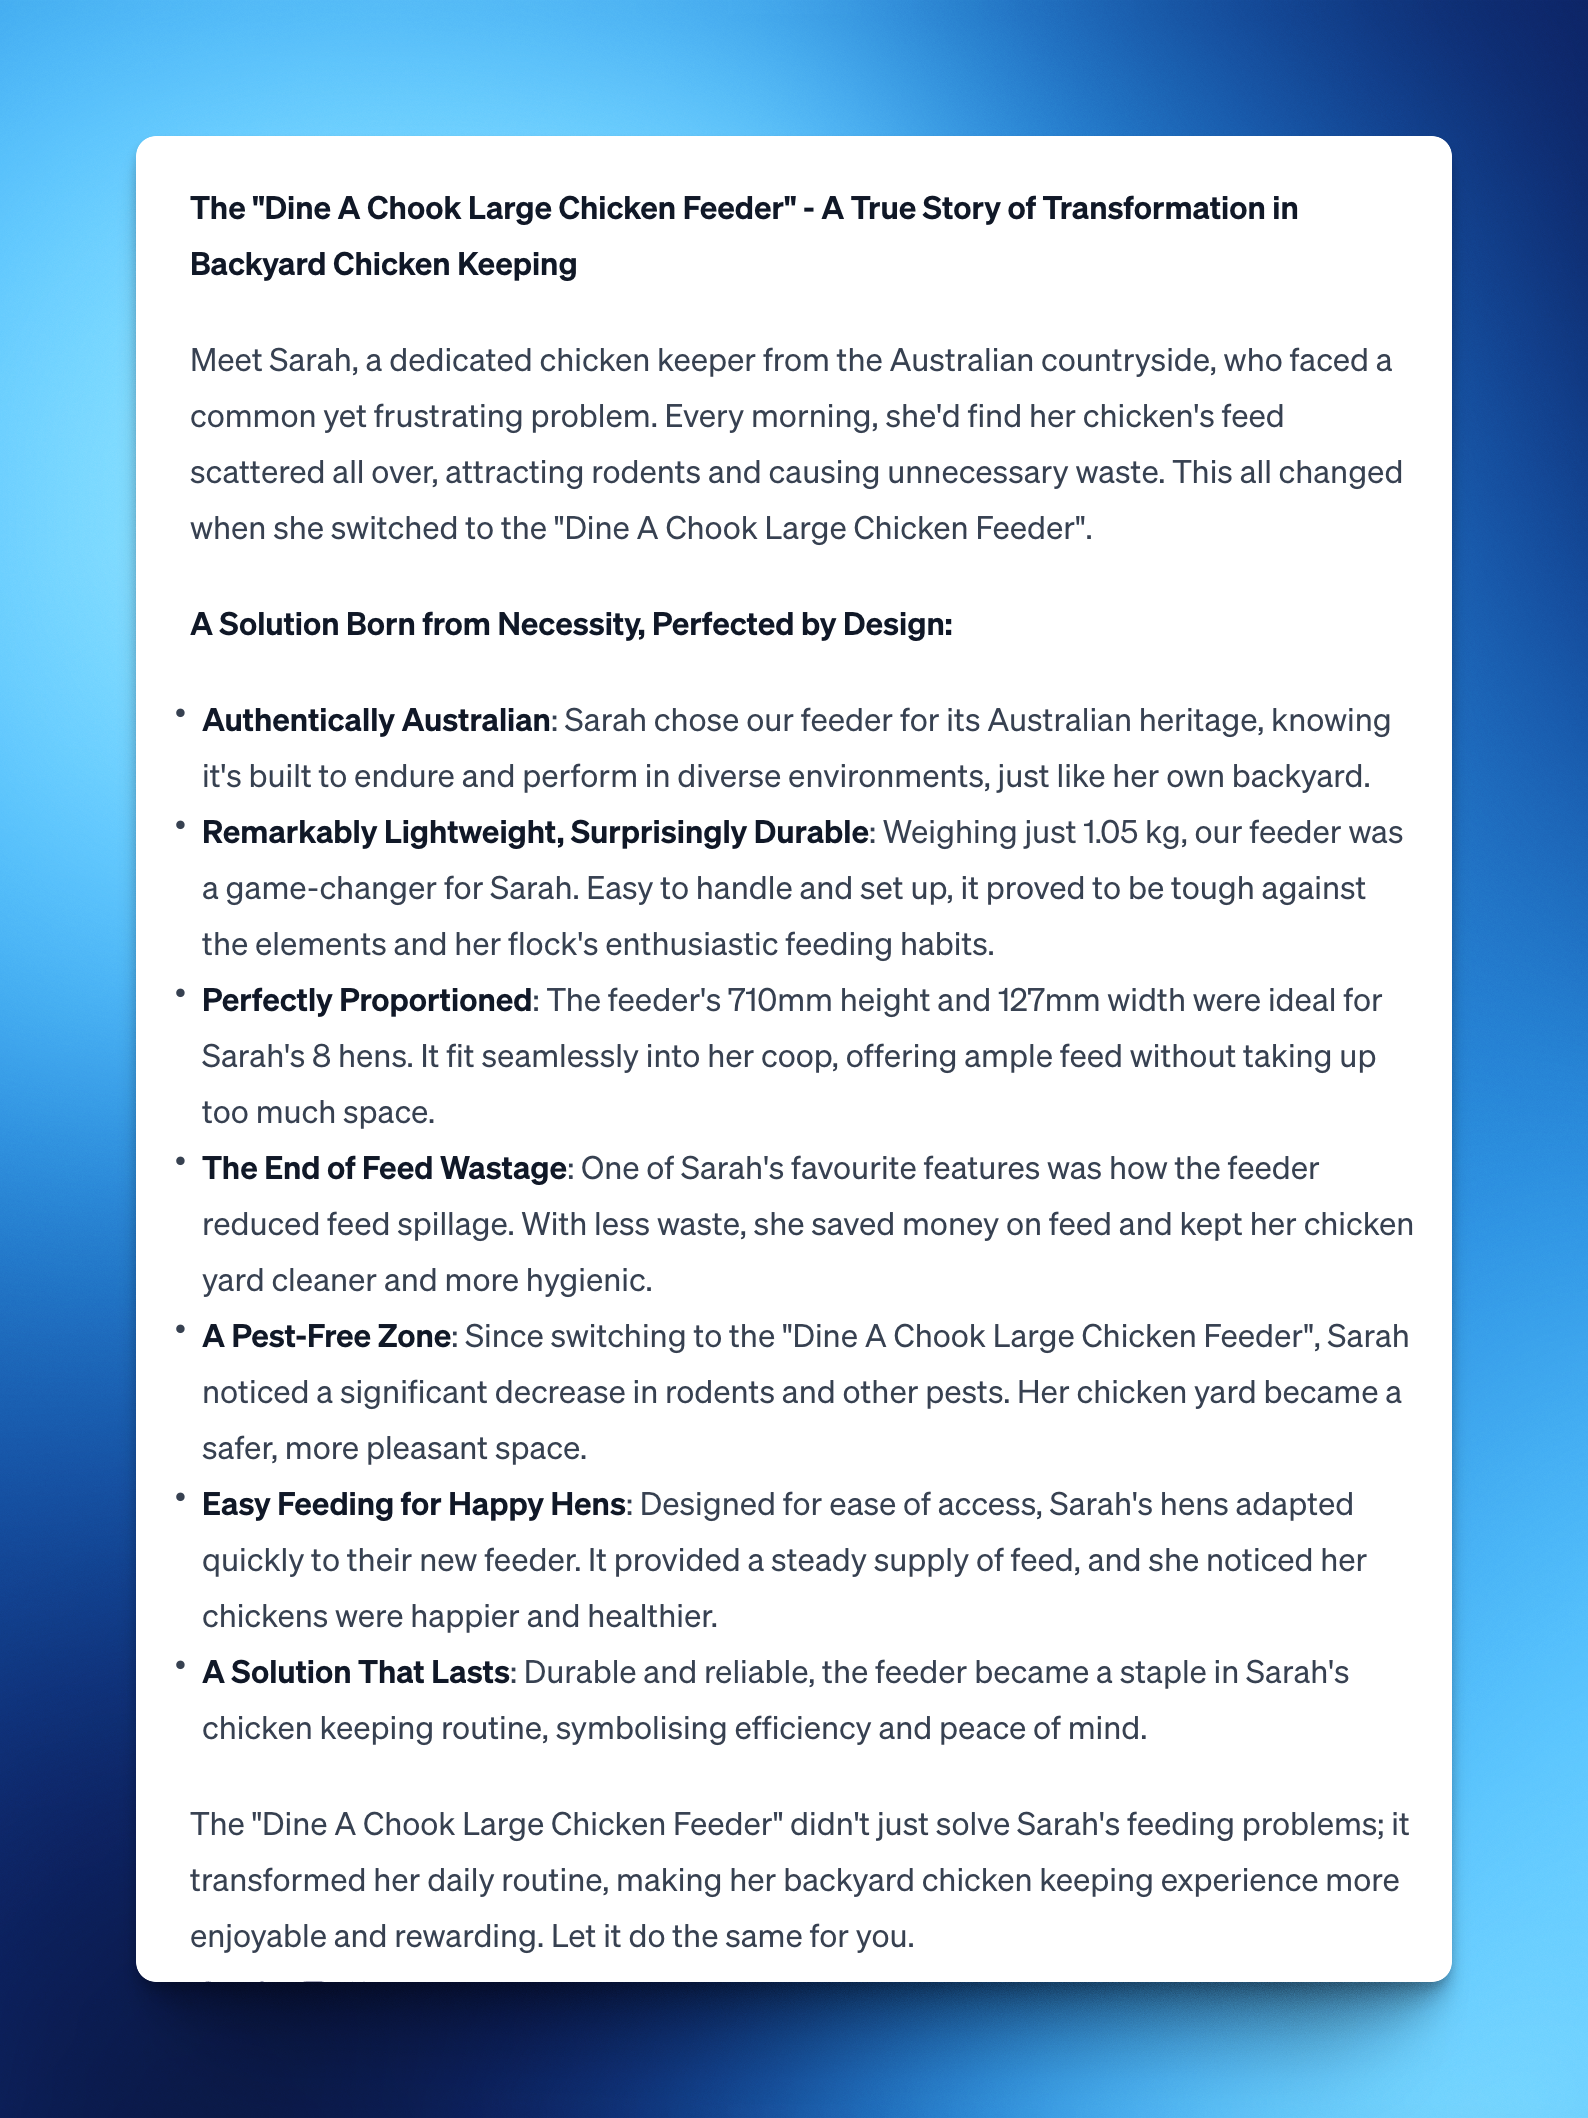 The "Dine A Chook Large Chicken Feeder" - A True Story of Transformation in
Backyard Chicken Keeping
Meet Sarah, a dedicated chicken keeper from the Australian countryside, who faced a
common yet frustrating problem. Every morning, she'd find her chicken's feed
scattered all over, attracting rodents and causing unnecessary waste. This all changed
when she switched to the "Dine A Chook Large Chicken Feeder".
A Solution Born from Necessity, Perfected by Design:
• Authentically Australian: Sarah chose our feeder for its Australian heritage, knowing
it's built to endure and perform in diverse environments, just like her own backyard.
• Remarkably Lightweight, Surprisingly Durable: Weighing just 1.05 kg, our feeder was
a game-changer for Sarah. Easy to handle and set up, it proved to be tough against
the elements and her flock's enthusiastic feeding habits.
• Perfectly Proportioned: The feeder's 710mm height and 127mm width were ideal for
Sarah's 8 hens. It fit seamlessly into her coop, offering ample feed without taking up
too much space.
• The End of Feed Wastage: One of Sarah's favourite features was how the feeder
reduced feed spillage. With less waste, she saved money on feed and kept her chicken
yard cleaner and more hygienic.
• A Pest-Free Zone: Since switching to the "Dine A Chook Large Chicken Feeder", Sarah
noticed a significant decrease in rodents and other pests. Her chicken yard became a
safer, more pleasant space.
• Easy Feeding for Happy Hens: Designed for ease of access, Sarah's hens adapted
quickly to their new feeder. It provided a steady supply of feed, and she noticed her
chickens were happier and healthier.
• A Solution That Lasts: Durable and reliable, the feeder became a staple in Sarah's
chicken keeping routine, symbolising efficiency and peace of mind.
The "Dine A Chook Large Chicken Feeder" didn't just solve Sarah's feeding problems; it
transformed her daily routine, making her backyard chicken keeping experience more
enjoyable and rewarding. Let it do the same for you.